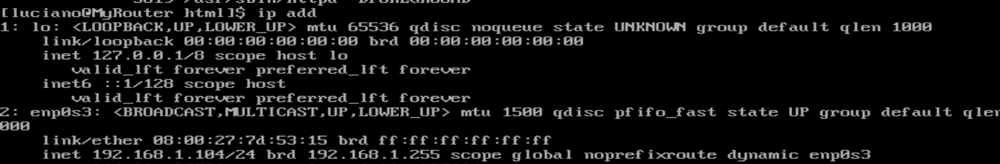 [luciano@MyRouter html]$ ip add
1: lo: <LOOPBACK,UP,LOWER_UP> mtu 65536 qdisc noqueue state UNKNOWN group default qlen 1000
link/loopback 00:00:00:00:00:00 brd 00:00:00:00:00:00
inet 127.0.0.1/8 scope host lo
valid_lft forever preferred_lft forever
inet6 ::1/128 scope host
valid_lft forever preferred_lft forever
2: enp0s3: <BROADCAST,MULTICAST,UP,LOWER_UP> mtu 1500 qdisc pfifo_fast state UP group default qlen
000
link/ether 08:00:27:7d:53:15 brd ff:ff:ff:ff:ff:ff
inet 192.168.1.104/24 brd 192.168.1.255 scope global noprefixroute dynamic enp0s3